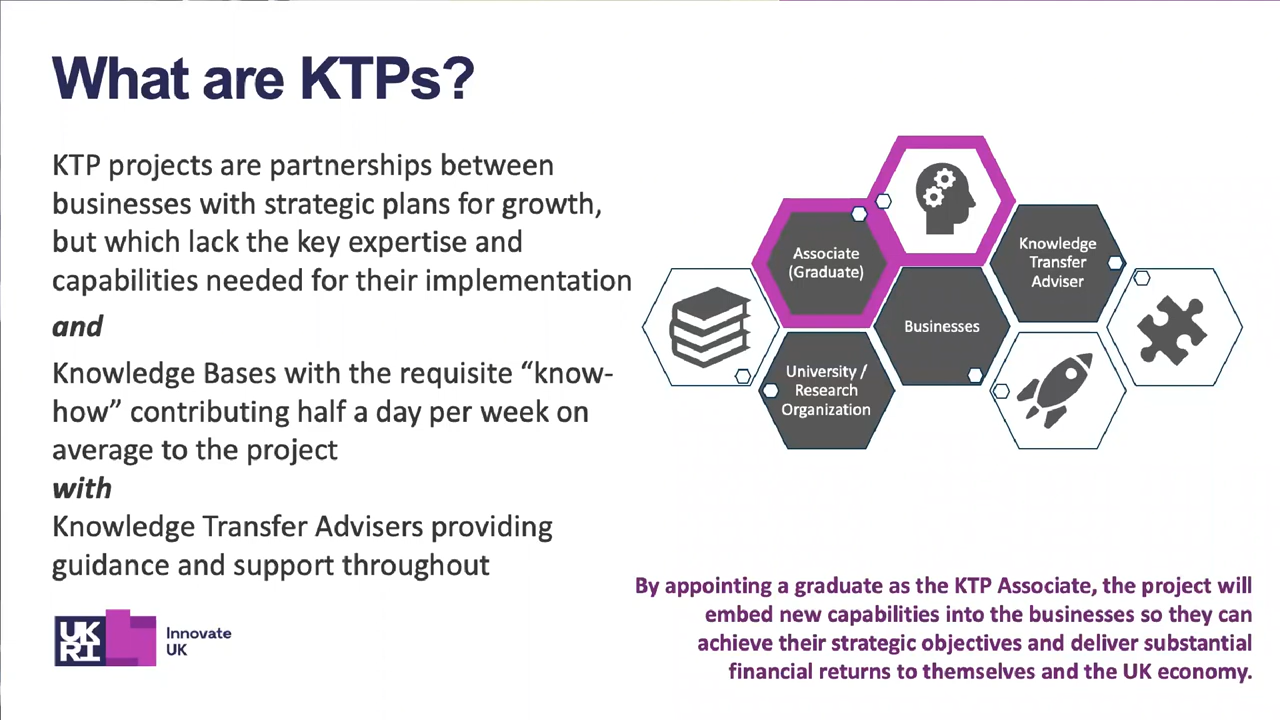 What are KTPs?
KTP projects are partnerships between
businesses with strategic plans for growth,
but which lack the key expertise and
capabilities needed for their implementation
and
Knowledge Bases with the requisite “know-
how” contributing half a day per week on
average to the project
with
Knowledge Transfer Advisers providing
guidance and support throughout
Associate
(Graduate)
Knowledge
Transfer
Adviser
Businesses
University /
Research
Organization
By appointing a graduate as the KTP Associate, the project will
embed new capabilities into the businesses so they can
achieve their strategic objectives and deliver substantial
financial returns to themselves and the UK economy.
UK
RI
Innovate
UK